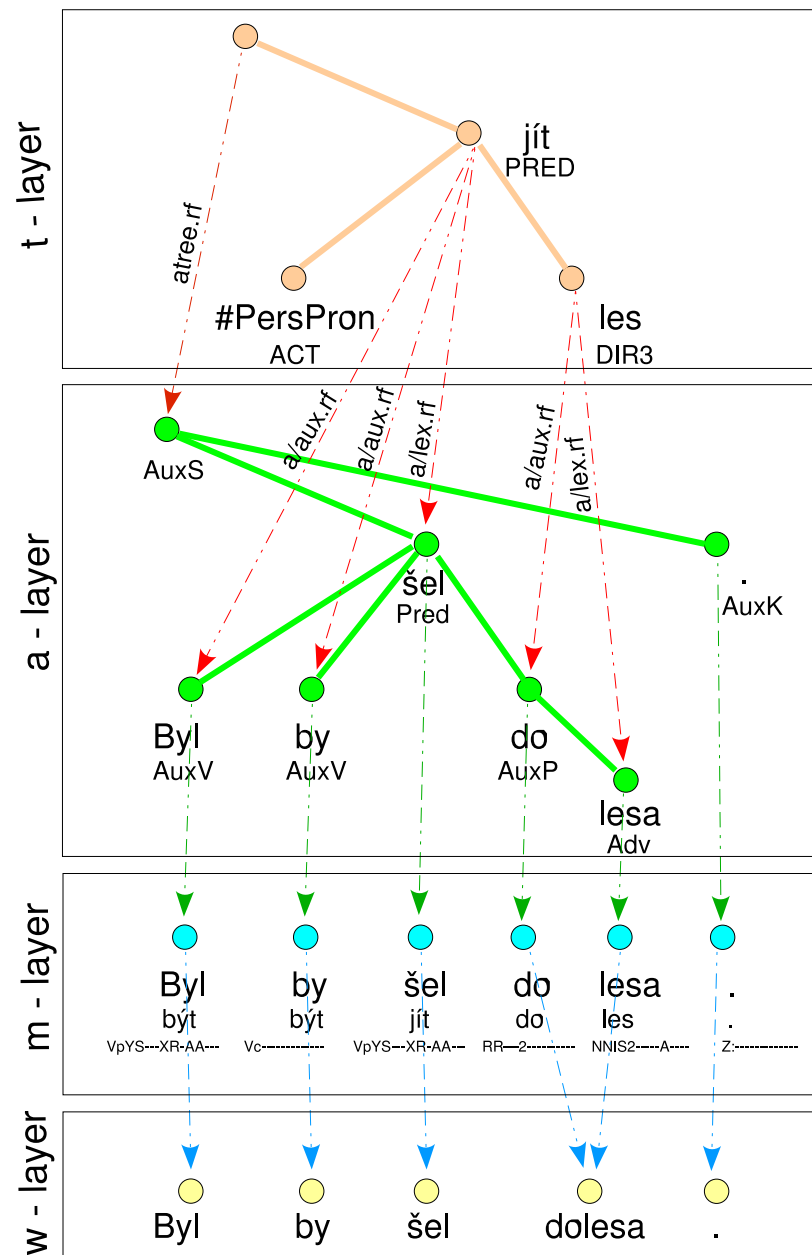 t - layer
jít
PRED
atree.rf
#PersPron
ACT
les
DIR3
a - layer
a/aux.rf
a/aux.rf
a/lex.rf
a/aux.rf
a/lex.rf
AuxS
šel
Pred
.
AuxK
Byl
AuxV
by
AuxV
do
AuxP
lesa
Adv
m - layer
Byl by šel do lesa .
být být jít do les .
VpYS---XR-AA--- Vc------------- VpYS---XR-AA--- RR--2---------- NNIS2-----A---- Z:-------------
w - layer
Byl by šel dolesa .